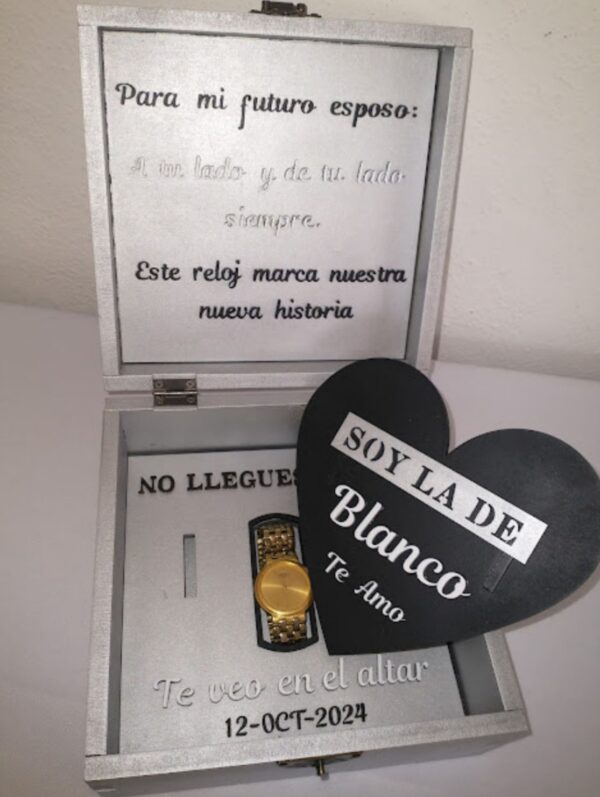 Para mi futuro esposo:
A tu lado y de tu lado
siempre.
Este reloj marca nuestra
nueva historia
NO LLEGUES
SOY LA DE
Blanco
Te Amo
Te veo en el altar
12-OCT-2024